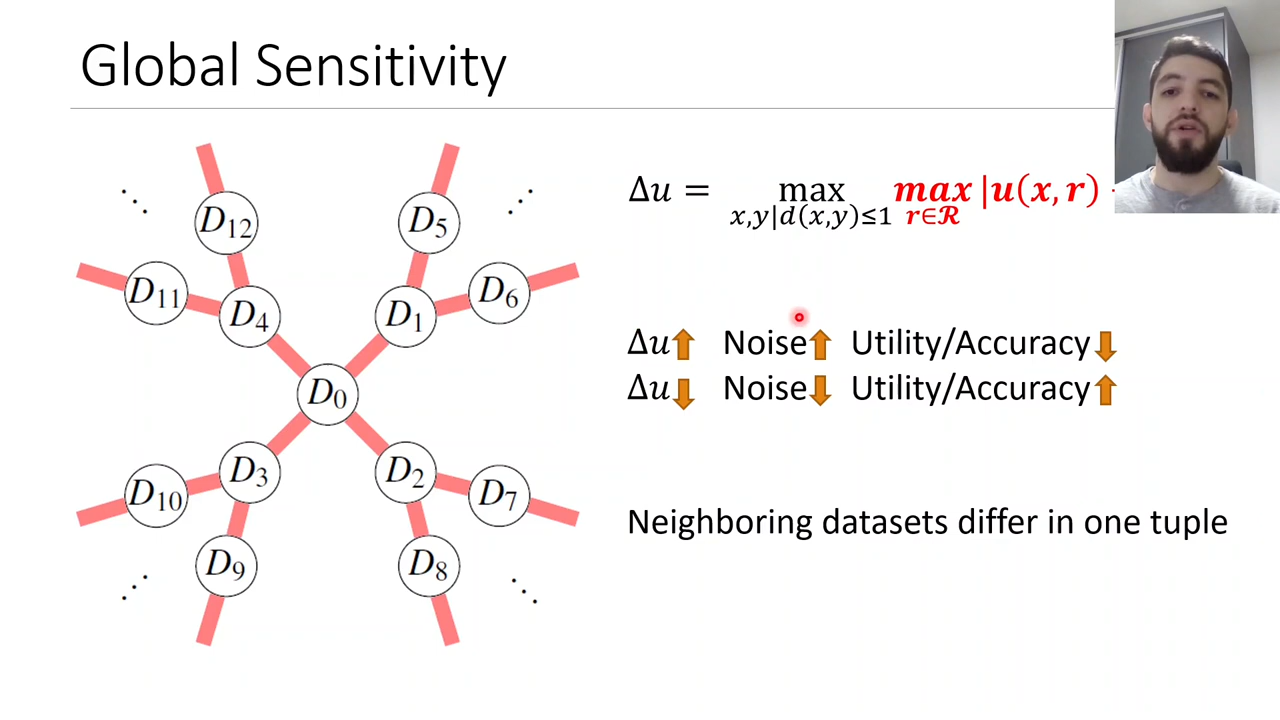 Global Sensitivity
Δu = max max |u(x, r)
x,y|d(x,y)≤1 r∈ℛ
D12
D5
D11
D6
D4
D1
Δu Noise Utility/Accuracy
Δu Noise Utility/Accuracy
D0
D3
D2
D10
D7
Neighboring datasets differ in one tuple
D9
D8